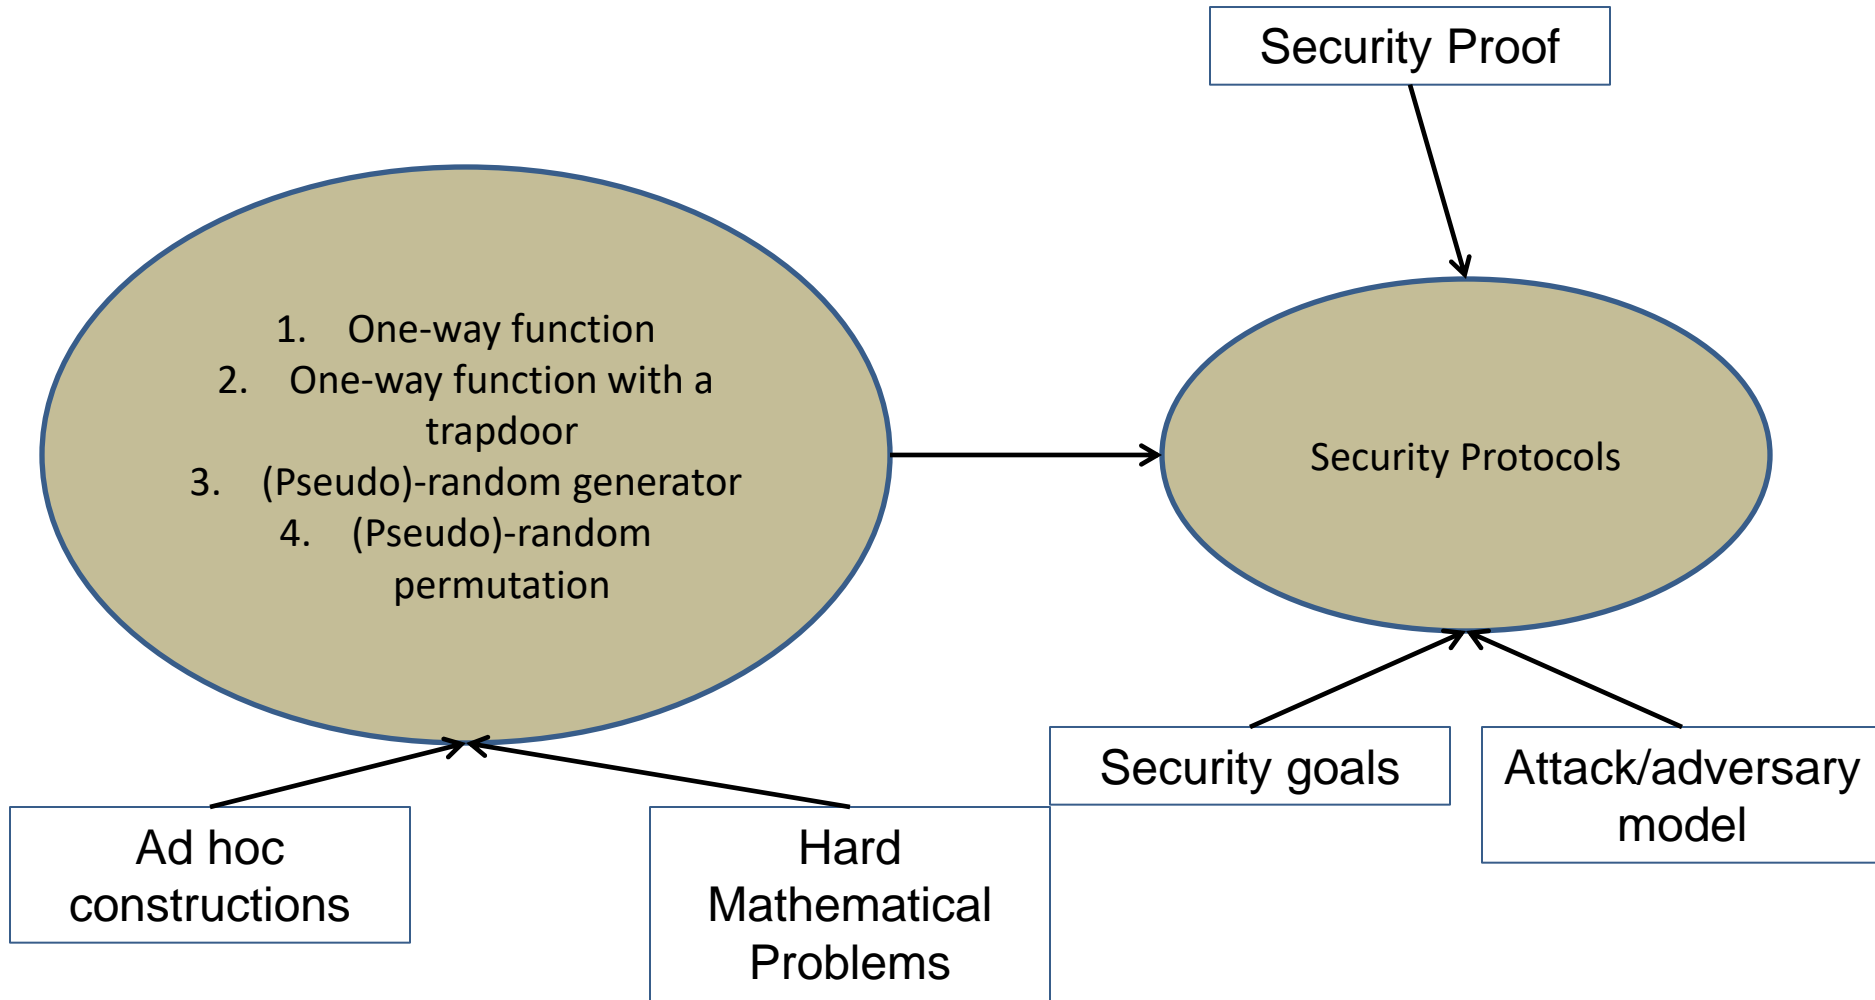 Security Proof
1. One-way function
2. One-way function with a
trapdoor
3. (Pseudo)-random generator
4. (Pseudo)-random
permutation
Security Protocols
Security goals
Attack/adversary
model
Ad hoc
constructions
Hard
Mathematical
Problems